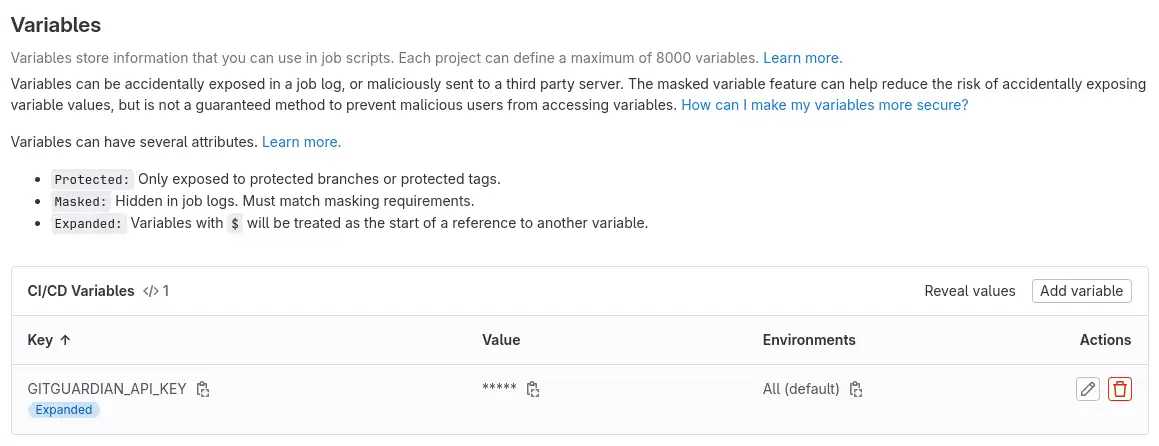 Variables
Variables store information that you can use in job scripts. Each project can define a maximum of 8000 variables. Learn more.
Variables can be accidentally exposed in a job log, or maliciously sent to a third party server. The masked variable feature can help reduce the risk of accidentally exposing
variable values, but is not a guaranteed method to prevent malicious users from accessing variables. How can I make my variables more secure?
Variables can have several attributes. Learn more.
• Protected: Only exposed to protected branches or protected tags.
• Masked: Hidden in job logs. Must match masking requirements.
• Expanded: Variables with $ will be treated as the start of a reference to another variable.
CI/CD Variables </> 1 Reveal values Add variable
Key ↑ Value Environments Actions
GITGUARDIAN_API_KEY ***** All (default)
Expanded